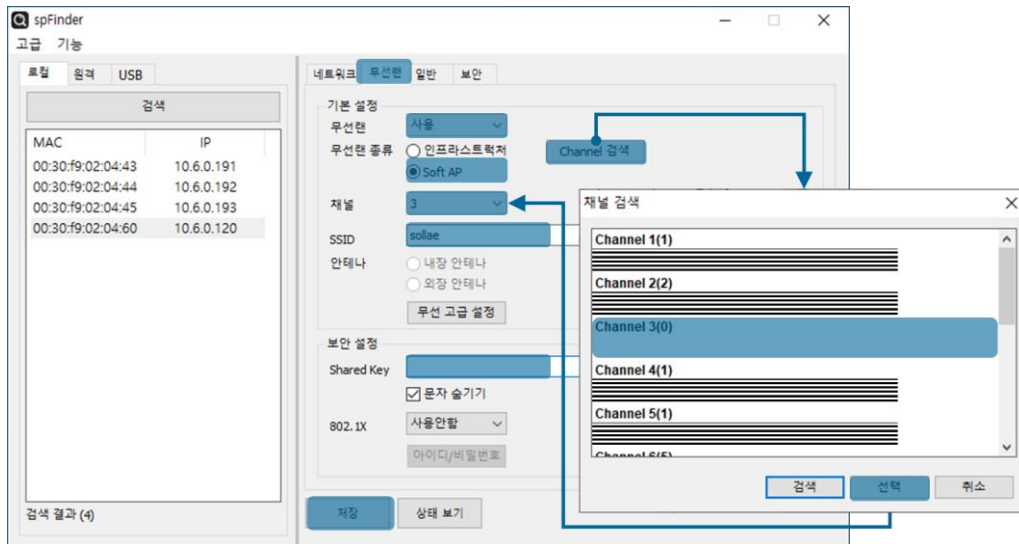 spFinder
고급 기능
로컬 원격 USB
검색
MAC IP
00:30:f9:02:04:43 10.6.0.191
00:30:f9:02:04:44 10.6.0.192
00:30:f9:02:04:45 10.6.0.193
00:30:f9:02:04:60 10.6.0.120
검색 결과 (4)
네트워크 무선랜 일반 보안
기본 설정
무선랜 사용
무선랜 종류 인프라스트럭처 Channel 검색
Soft AP
채널 3
SSID sollae
안테나 내장 안테나
외장 안테나
무선 고급 설정
보안 설정
Shared Key
문자 숨기기
802.1X 사용안함
아이디/비밀번호
저장 상태 보기
채널 검색
Channel 1(1)
Channel 2(2)
Channel 3(0)
Channel 4(1)
Channel 5(1)
Channel 6(6)
검색 선택 취소